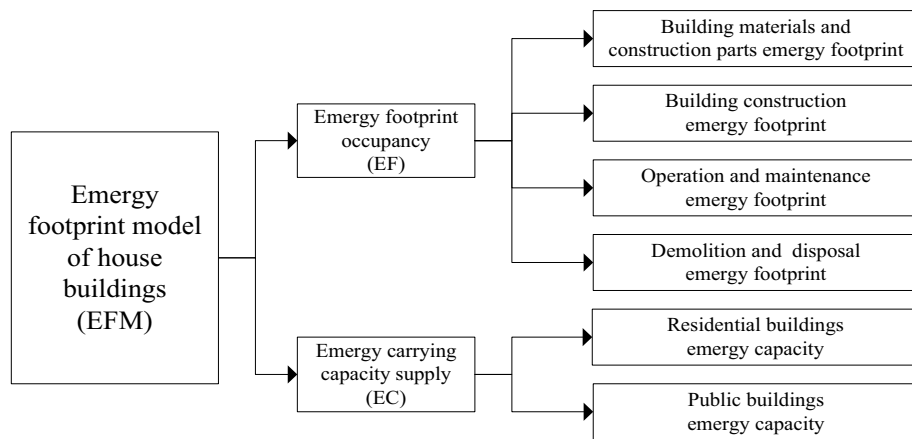 Emergy
footprint model
of house
buildings
(EFM)
Emergy footprint
occupancy
(EF)
Emergy carrying
capacity supply
(EC)
Building materials and
construction parts emergy footprint
Building construction
emergy footprint
Operation and maintenance
emergy footprint
Demolition and disposal
emergy footprint
Residential buildings
emergy capacity
Public buildings
emergy capacity